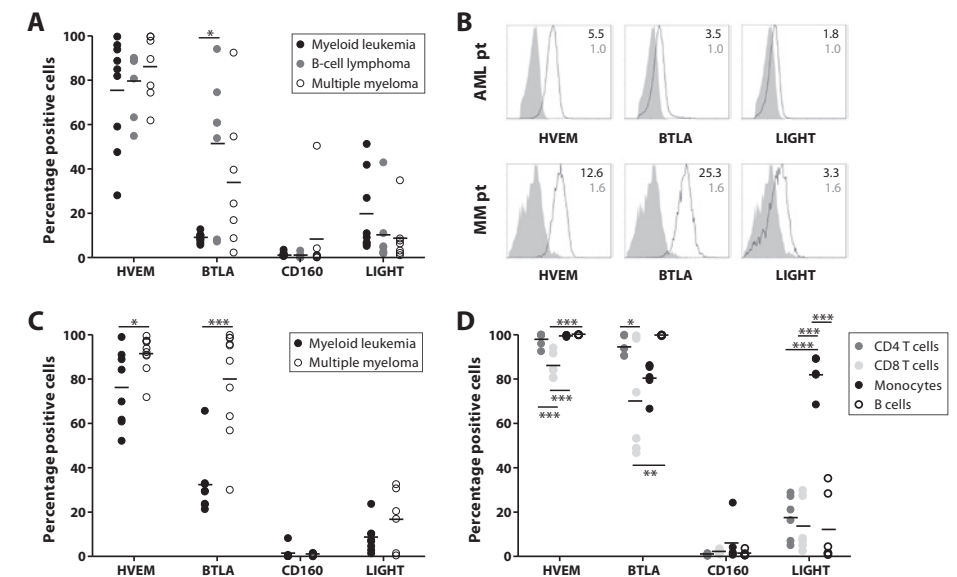 A
Percentage positive cells
100
80
60
40
20
0
*
HVEM
BTLA
CD160
LIGHT
Myeloid leukemia
B-cell lymphoma
Multiple myeloma
B
AML pt
5.5
1.0
3.5
1.0
1.8
1.0
HVEM
BTLA
LIGHT
MM pt
12.6
1.6
25.3
1.6
3.3
1.6
HVEM
BTLA
LIGHT
C
Percentage positive cells
100
80
60
40
20
0
*
***
HVEM
BTLA
CD160
LIGHT
Myeloid leukemia
Multiple myeloma
D
Percentage positive cells
100
80
60
40
20
0
***
***
***
*
**
***
***
***
HVEM
BTLA
CD160
LIGHT
CD4 T cells
CD8 T cells
Monocytes
B cells